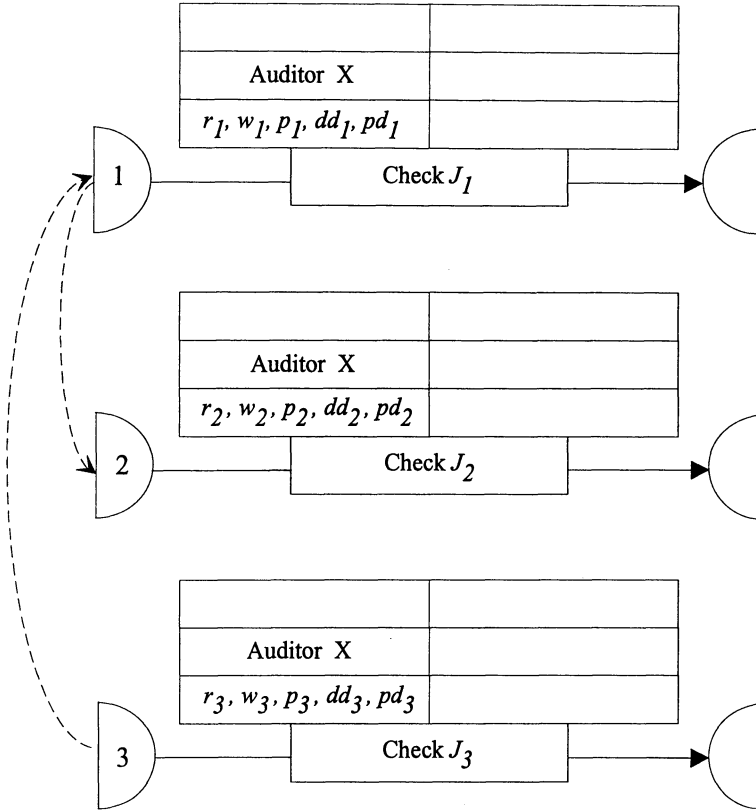 Auditor X
r₁, w₁, p₁, dd₁, pd₁
1
Check J₁
Auditor X
r₂, w₂, p₂, dd₂, pd₂
2
Check J₂
Auditor X
r₃, w₃, p₃, dd₃, pd₃
3
Check J₃